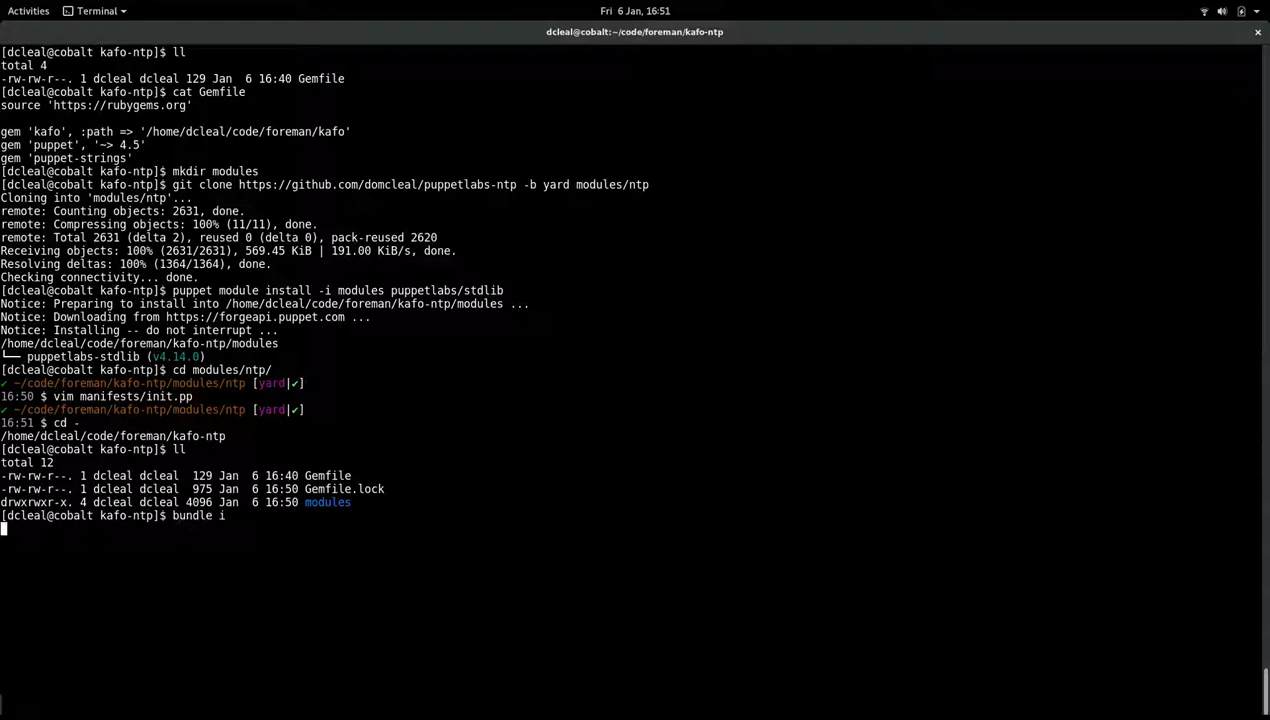 Activities Terminal Fri 6 Jan, 16:51
dcleal@cobalt:~/code/foreman/kafo-ntp
[dcleal@cobalt kafo-ntp]$ ll
total 4
-rw-rw-r--. 1 dcleal dcleal 129 Jan  6 16:40 Gemfile
[dcleal@cobalt kafo-ntp]$ cat Gemfile
source 'https://rubygems.org'
gem 'kafo', :path => '/home/dcleal/code/foreman/kafo'
gem 'puppet', '~> 4.5'
gem 'puppet-strings'
[dcleal@cobalt kafo-ntp]$ mkdir modules
[dcleal@cobalt kafo-ntp]$ git clone https://github.com/domcleal/puppetlabs-ntp -b yard modules/ntp
Cloning into 'modules/ntp'...
remote: Counting objects: 2631, done.
remote: Compressing objects: 100% (11/11), done.
remote: Total 2631 (delta 2), reused 0 (delta 0), pack-reused 2620
Receiving objects: 100% (2631/2631), 569.45 KiB | 191.00 KiB/s, done.
Resolving deltas: 100% (1364/1364), done.
Checking connectivity... done.
[dcleal@cobalt kafo-ntp]$ puppet module install -i modules puppetlabs/stdlib
Notice: Preparing to install into /home/dcleal/code/foreman/kafo-ntp/modules ...
Notice: Downloading from https://forgeapi.puppet.com ...
Notice: Installing -- do not interrupt ...
/home/dcleal/code/foreman/kafo-ntp/modules
└── puppetlabs-stdlib (v4.14.0)
[dcleal@cobalt kafo-ntp]$ cd modules/ntp/
✔ ~/code/foreman/kafo-ntp/modules/ntp [yard|✔]
16:50 $ vim manifests/init.pp
✔ ~/code/foreman/kafo-ntp/modules/ntp [yard|✔]
16:51 $ cd -
/home/dcleal/code/foreman/kafo-ntp
[dcleal@cobalt kafo-ntp]$ ll
total 12
-rw-rw-r--. 1 dcleal dcleal  129 Jan  6 16:40 Gemfile
-rw-rw-r--. 1 dcleal dcleal  975 Jan  6 16:50 Gemfile.lock
drwxrwxr-x. 4 dcleal dcleal 4096 Jan  6 16:50 modules
[dcleal@cobalt kafo-ntp]$ bundle i